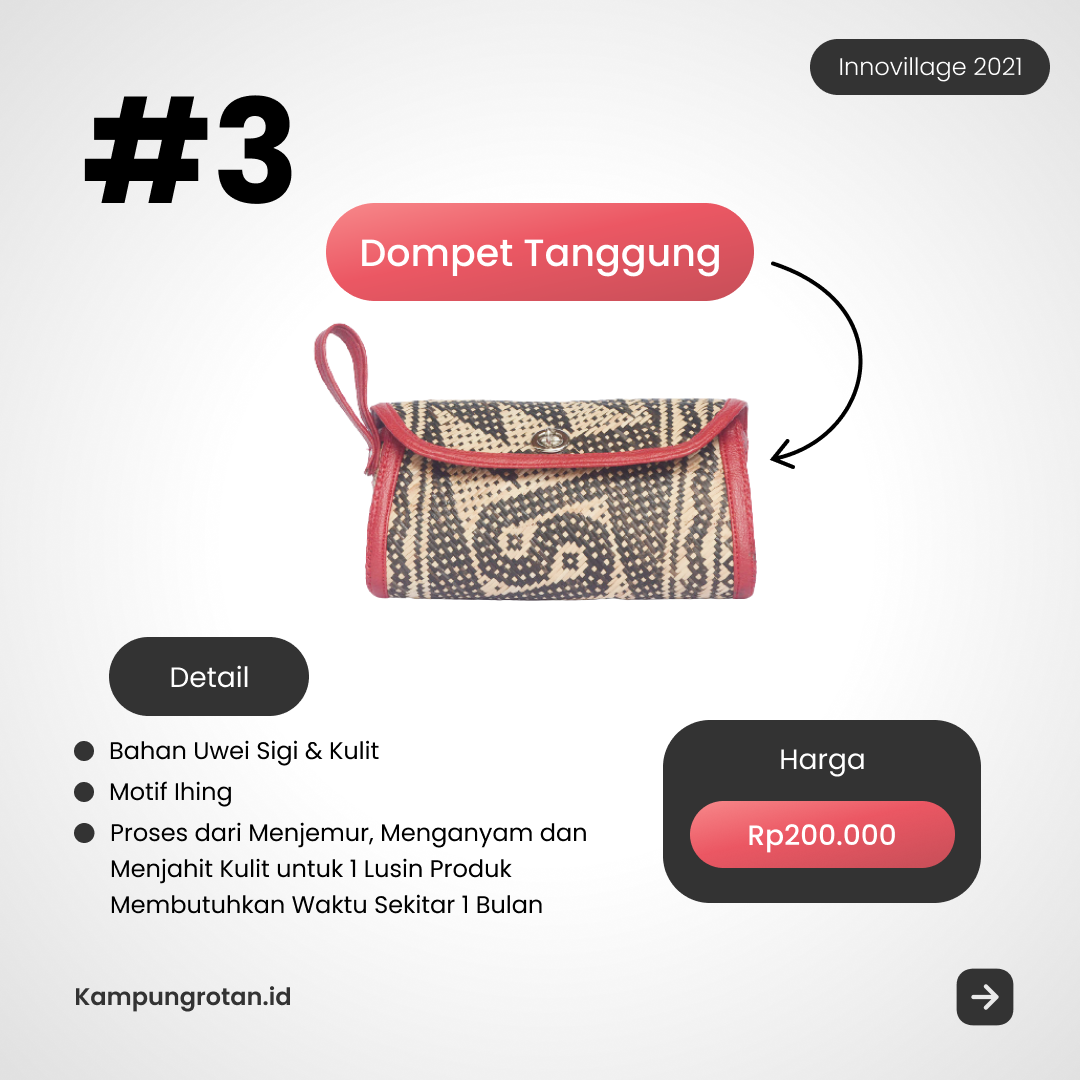 Innovillage 2021
#3
Dompet Tanggung
Detail
Bahan Uwei Sigi & Kulit
Motif Ihing
Proses dari Menjemur, Menganyam dan
Menjahit Kulit untuk 1 Lusin Produk
Membutuhkan Waktu Sekitar 1 Bulan
Harga
Rp200.000
Kampungrotan.id